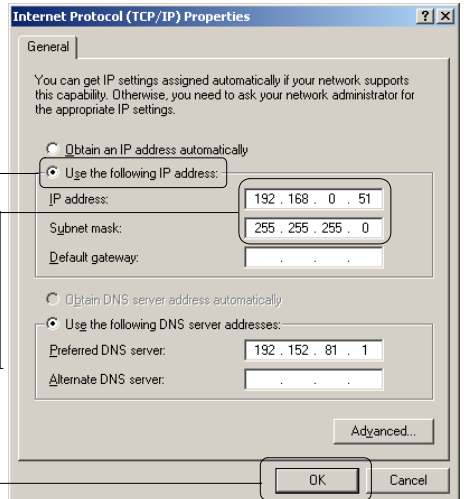 Internet Protocol (TCP/IP) Properties ? ×
General
You can get IP settings assigned automatically if your network supports
this capability. Otherwise, you need to ask your network administrator for
the appropriate IP settings.
Obtain an IP address automatically
Use the following IP address:
IP address: 192 . 168 . 0 . 51
Subnet mask: 255 . 255 . 255 . 0
Default gateway: . . .
Obtain DNS server address automatically
Use the following DNS server addresses:
Preferred DNS server: 192 . 152 . 81 . 1
Alternate DNS server: . . .
Advanced...
OK Cancel